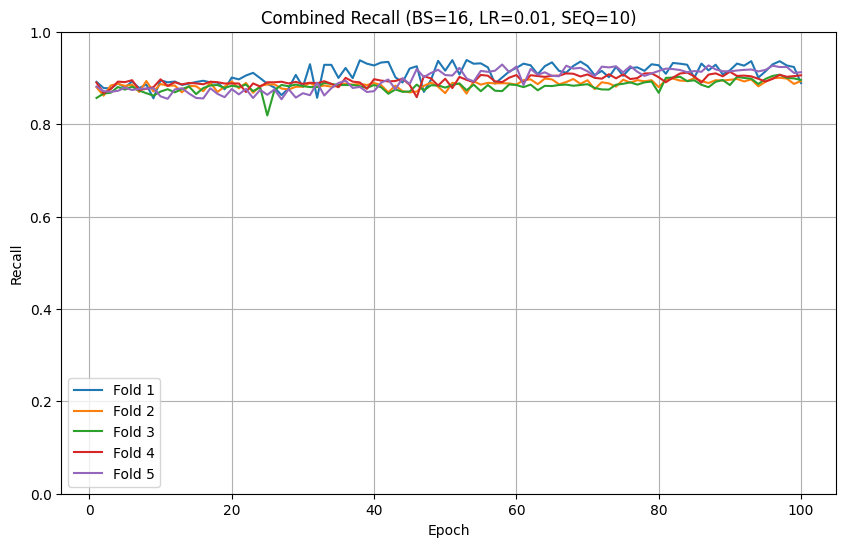 Combined Recall (BS=16, LR=0.01, SEQ=10)
1.0
0.8
0.6
0.4
0.2
0.0
Recall
Fold 1
Fold 2
Fold 3
Fold 4
Fold 5
0 20 40 60 80 100
Epoch